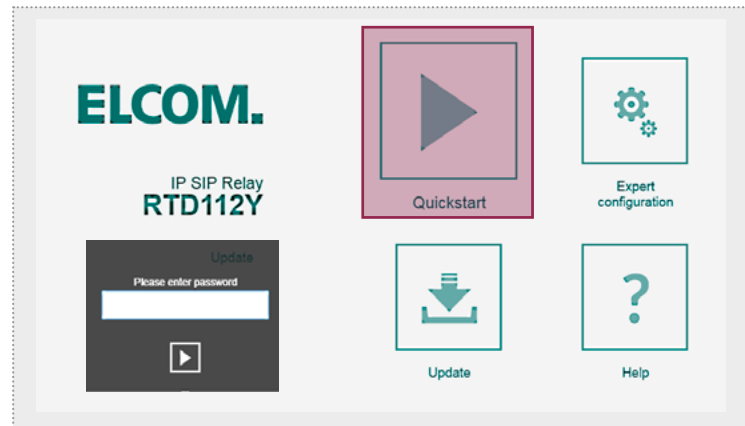 ELCOM.
IP SIP Relay
RTD112Y
Quickstart
Expert
configuration
Update
Please enter password
Update
Help